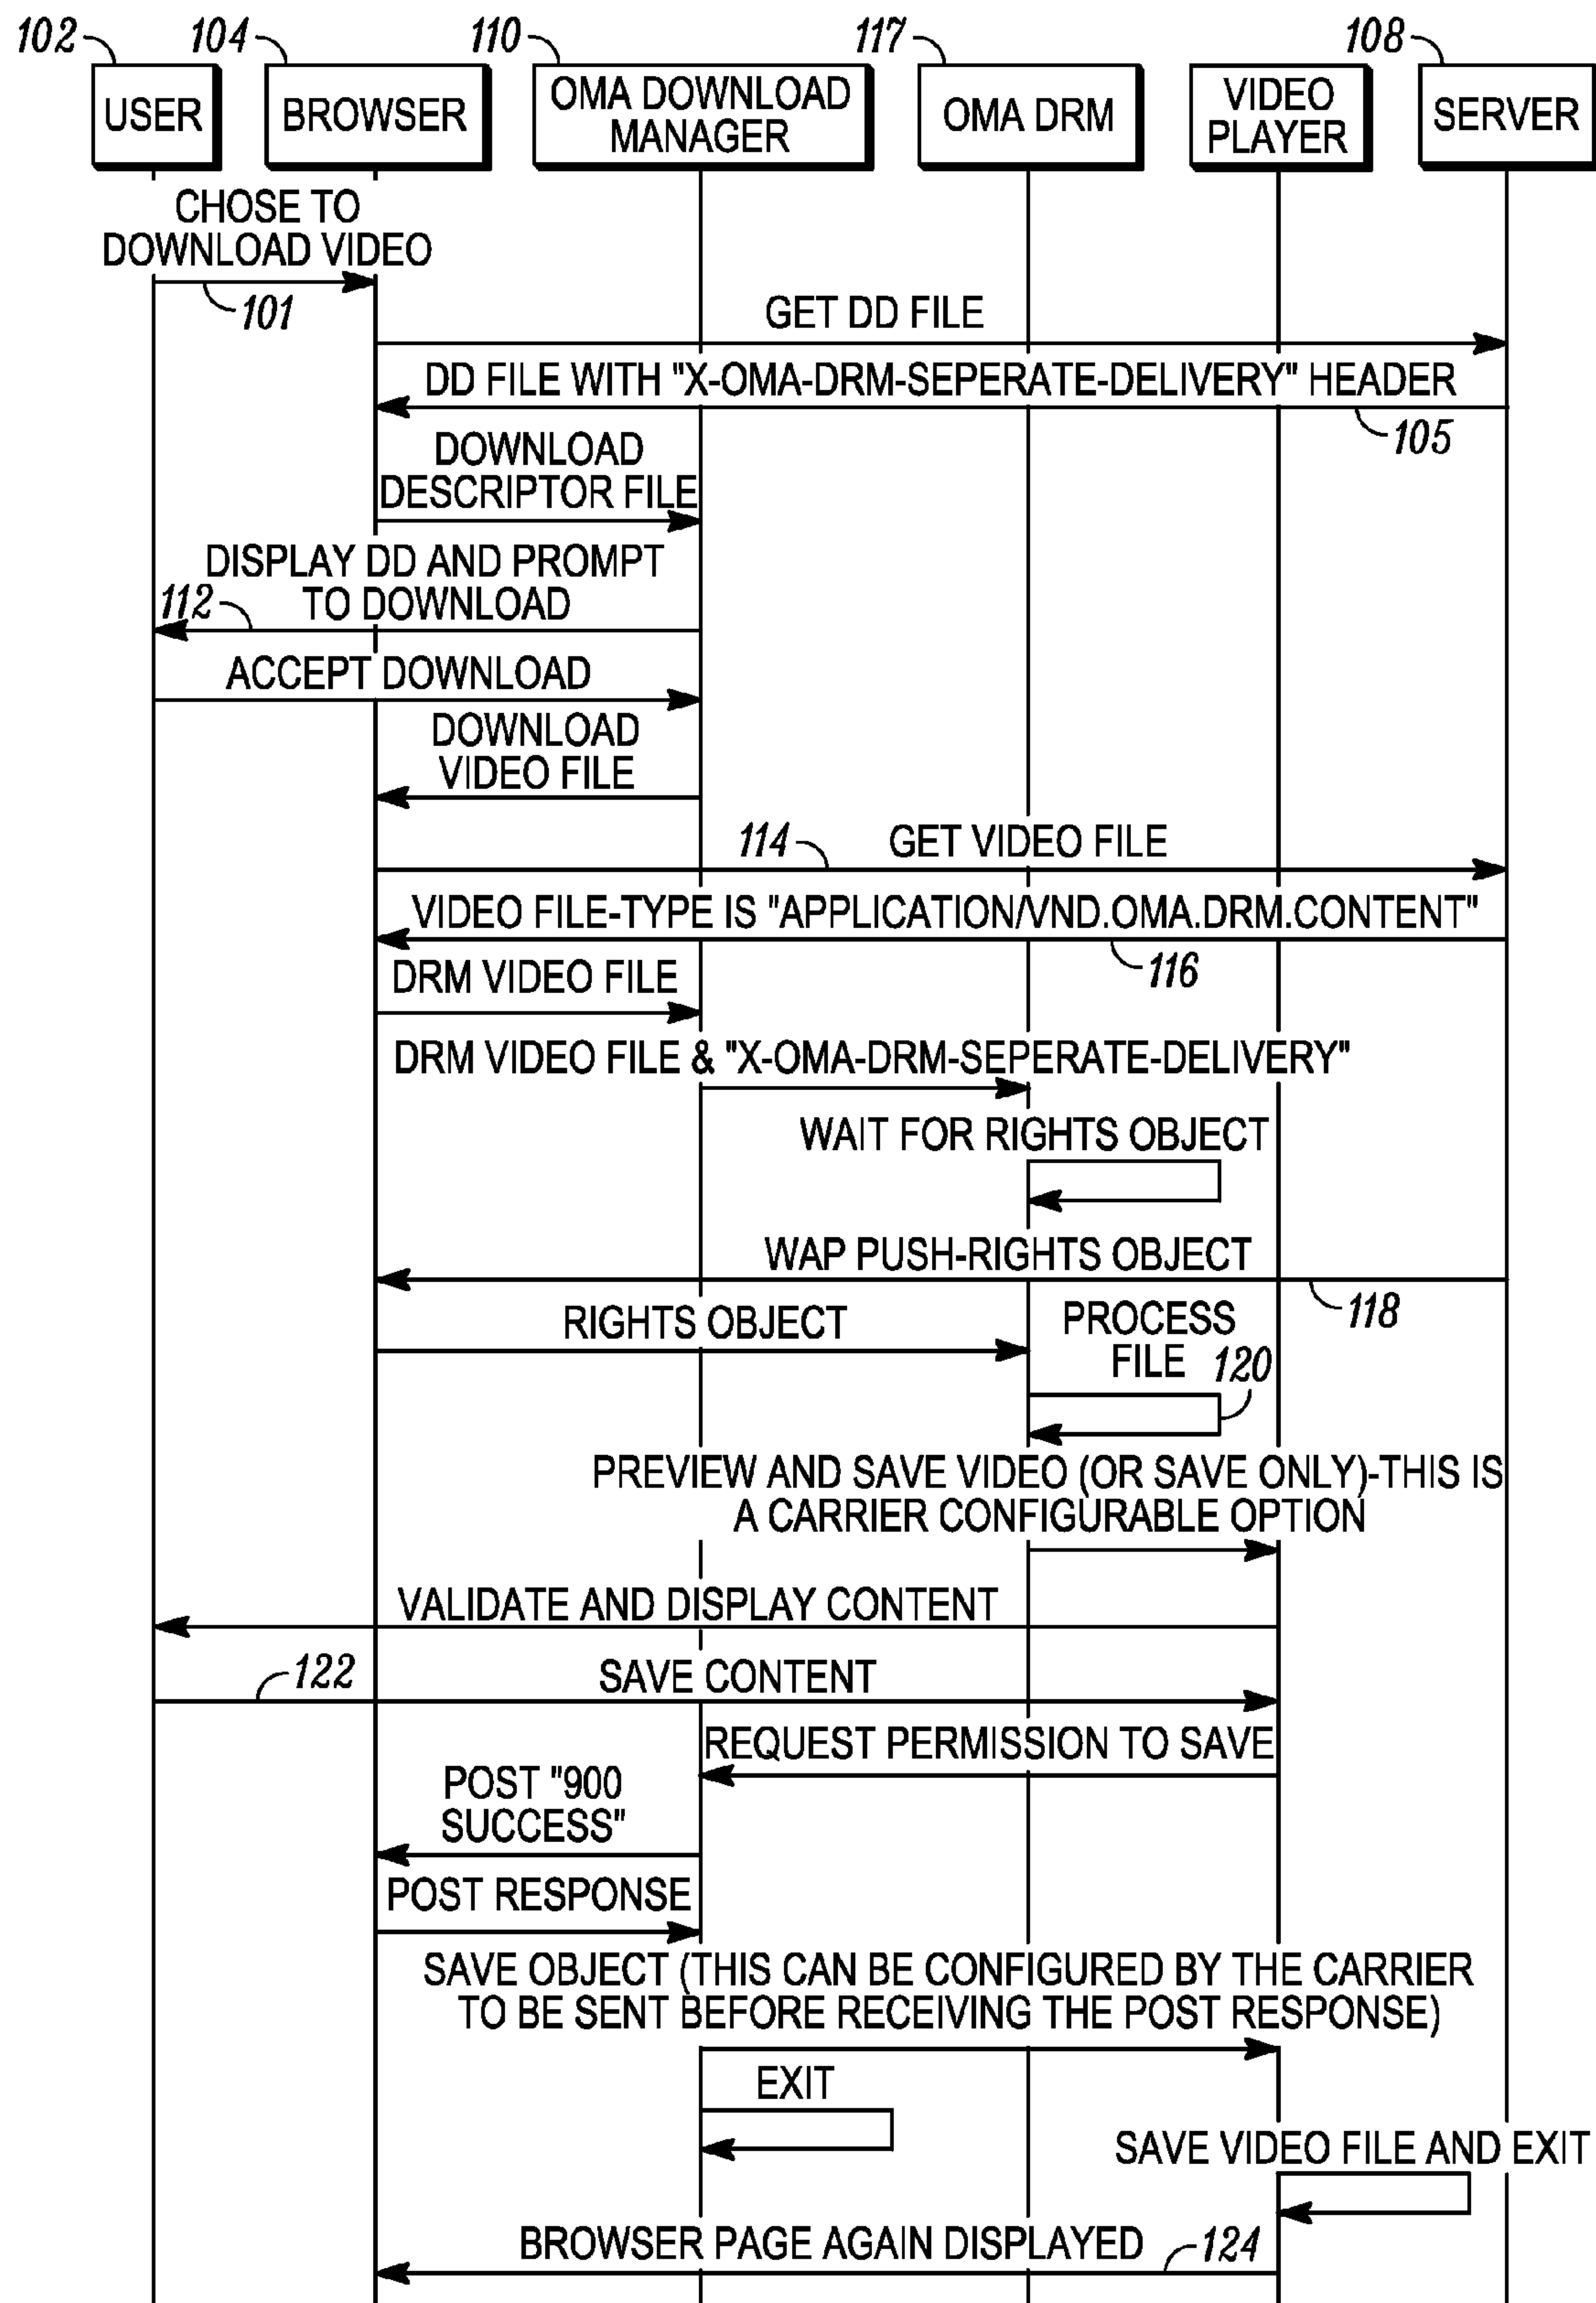 102
104
110
117
108
USER
BROWSER
OMA DOWNLOAD
MANAGER
OMA DRM
VIDEO
PLAYER
SERVER
CHOSE TO
DOWNLOAD VIDEO
101
GET DD FILE
DD FILE WITH "X-OMA-DRM-SEPERATE-DELIVERY" HEADER
105
DOWNLOAD
DESCRIPTOR FILE
DISPLAY DD AND PROMPT
TO DOWNLOAD
112
ACCEPT DOWNLOAD
DOWNLOAD
VIDEO FILE
114
GET VIDEO FILE
VIDEO FILE-TYPE IS "APPLICATION/VND.OMA.DRM.CONTENT"
116
DRM VIDEO FILE
DRM VIDEO FILE & "X-OMA-DRM-SEPERATE-DELIVERY"
WAIT FOR RIGHTS OBJECT
WAP PUSH-RIGHTS OBJECT
118
RIGHTS OBJECT
PROCESS
FILE
120
PREVIEW AND SAVE VIDEO (OR SAVE ONLY)-THIS IS
A CARRIER CONFIGURABLE OPTION
VALIDATE AND DISPLAY CONTENT
122
SAVE CONTENT
REQUEST PERMISSION TO SAVE
POST "900
SUCCESS"
POST RESPONSE
SAVE OBJECT (THIS CAN BE CONFIGURED BY THE CARRIER
TO BE SENT BEFORE RECEIVING THE POST RESPONSE)
EXIT
SAVE VIDEO FILE AND EXIT
BROWSER PAGE AGAIN DISPLAYED
124